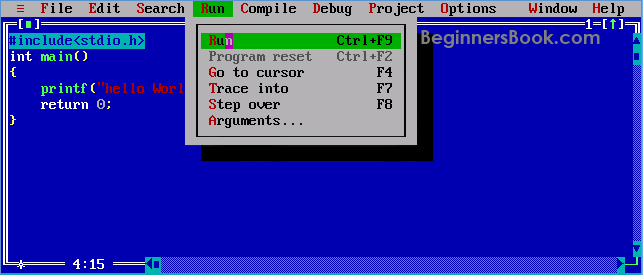 ≡ File Edit Search Run Compile Debug Project Options Window Help
1=[↑]
Run Ctrl+F9
Program reset Ctrl+F2
Go to cursor F4
Trace into F7
Step over F8
Arguments...
BeginnersBook.com
#include<stdio.h>
int main()
{
printf("hello Worl
return 0;
}
4:15